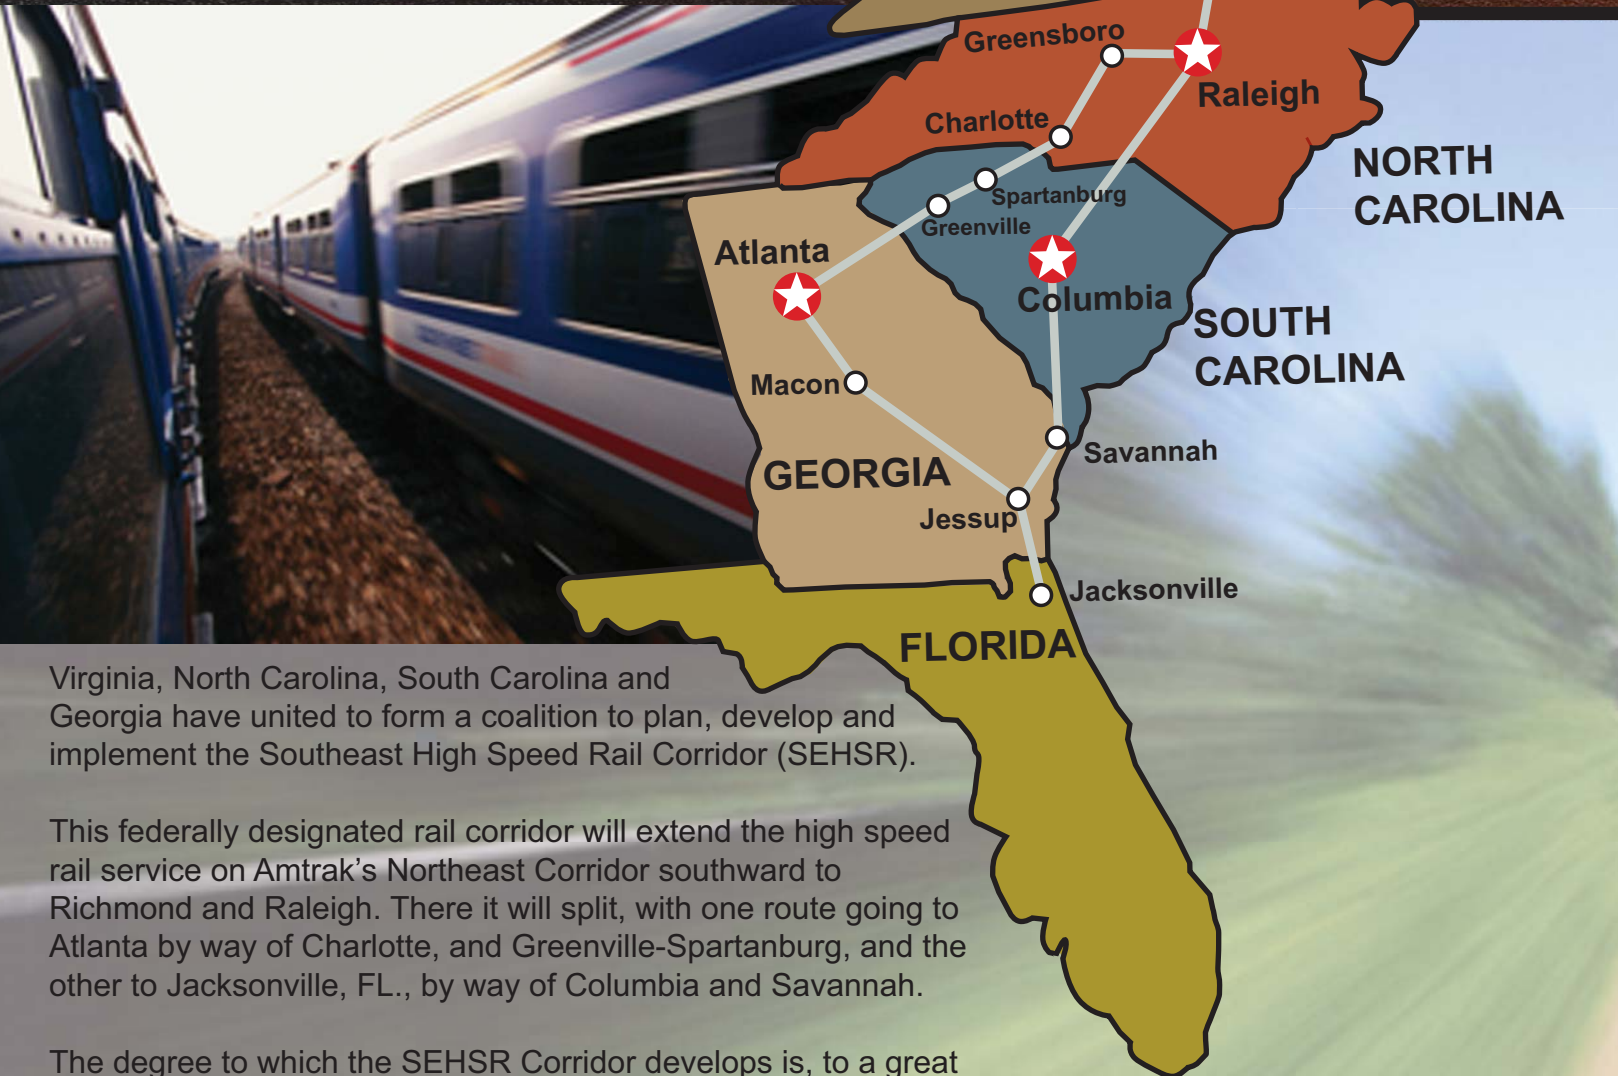 Greensboro
Raleigh
Charlotte
NORTH
CAROLINA
Spartanburg
Greenville
Atlanta
Columbia
SOUTH
CAROLINA
Macon
Savannah
GEORGIA
Jessup
Jacksonville
FLORIDA
Virginia, North Carolina, South Carolina and
Georgia have united to form a coalition to plan, develop and
implement the Southeast High Speed Rail Corridor (SEHSR).
This federally designated rail corridor will extend the high speed
rail service on Amtrak's Northeast Corridor southward to
Richmond and Raleigh. There it will split, with one route going to
Atlanta by way of Charlotte, and Greenville-Spartanburg, and the
other to Jacksonville, FL., by way of Columbia and Savannah.
The degree to which the SEHSR Corridor develops is, to a great